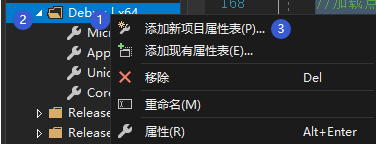 2 Debug | x64 1
Mic
App
Unic
Core
Release
Release
168 //加载点
添加新项目属性表(P)... 3
添加现有属性表(E)...
移除 Del
重命名(M)
属性(R) Alt+Enter